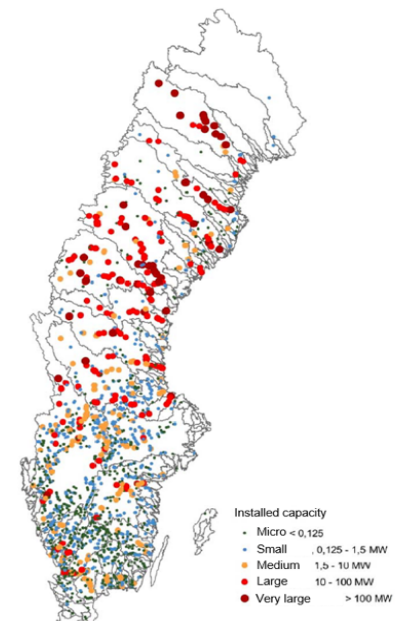 Installed capacity
Micro < 0,125
Small , 0,125 - 1,5 MW
Medium 1,5 - 10 MW
Large 10 - 100 MW
Very large > 100 MW